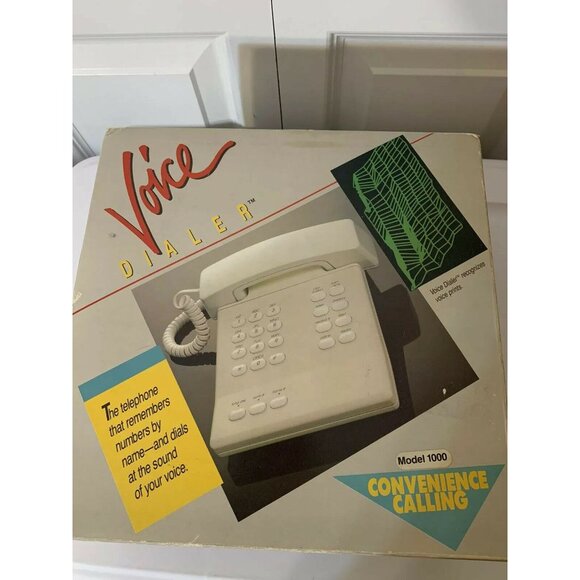 Voice
DIALER™
Voice Dialer™ recognizes
voice prints.
The telephone
that remembers
numbers by
name—and dials
at the sound
of your voice.
Model 1000
CONVENIENCE
CALLING